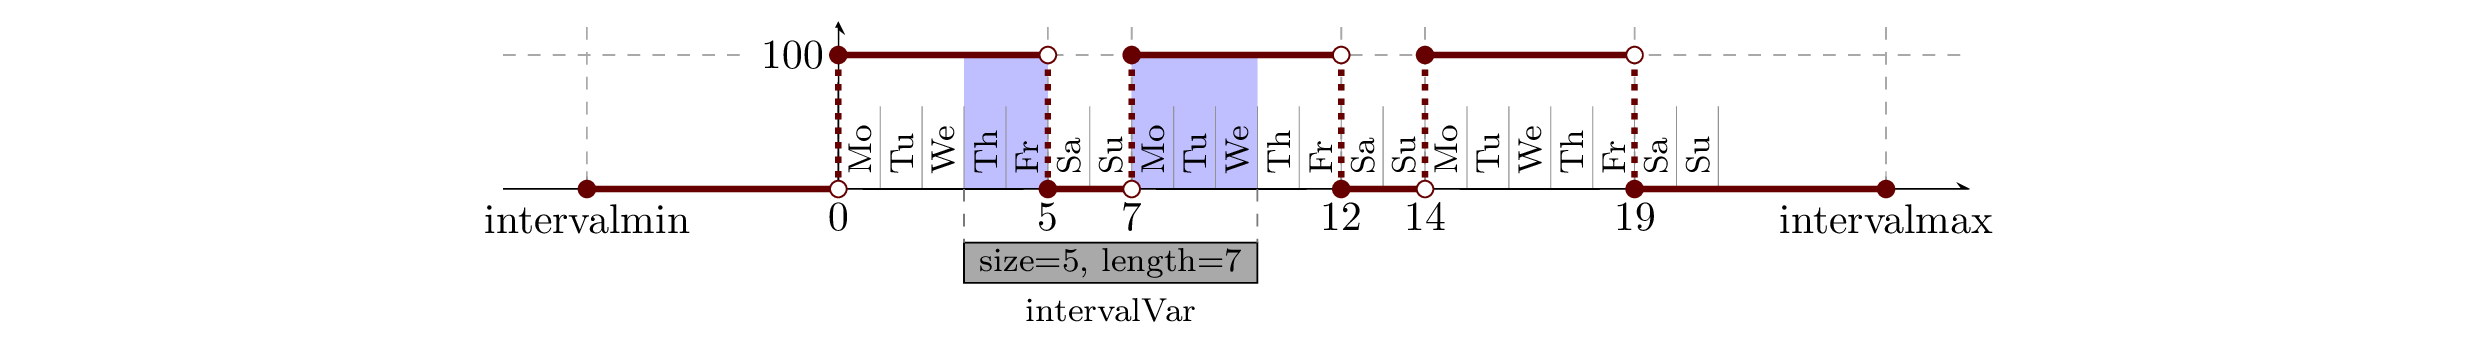 100
Mo Tu We Th Fr Sa Su Mo Tu We Th Fr Sa Su Mo Tu We Th Fr Sa Su
intervalmin 0 5 7 12 14 19 intervalmax
size=5, length=7
intervalVar